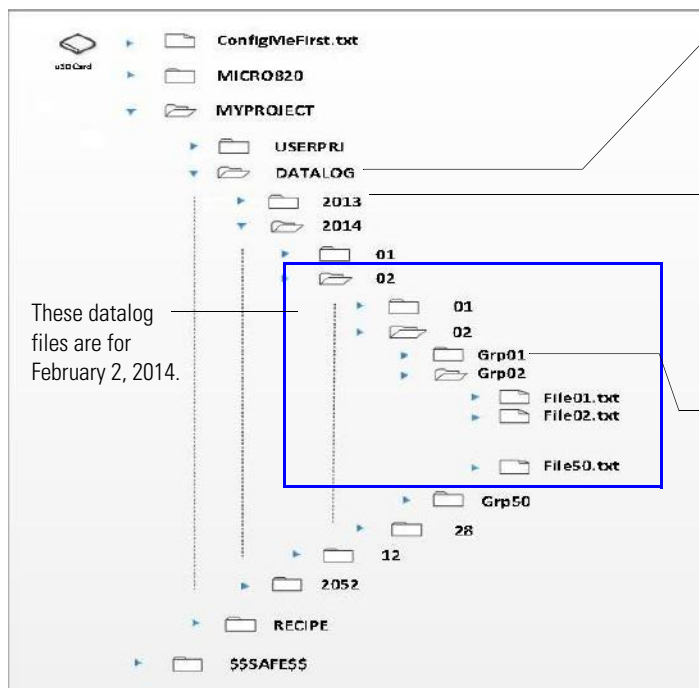 ConfigMeFirst.txt
uSD Card
MICRO820
MYPROJECT
USERPRJ
DATALOG
2013
2014
01
02
01
02
Grp01
Grp02
File01.txt
File02.txt
File50.txt
Grp50
28
12
2052
RECIPE
$$SAFE$$
These datalog
files are for
February 2, 2014.